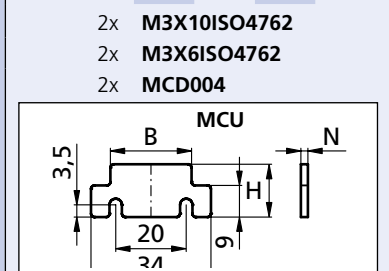 2x M3X10ISO4762
2x M3X6ISO4762
2x MCD004
MCU
B
N
3,5
H
20
9
34